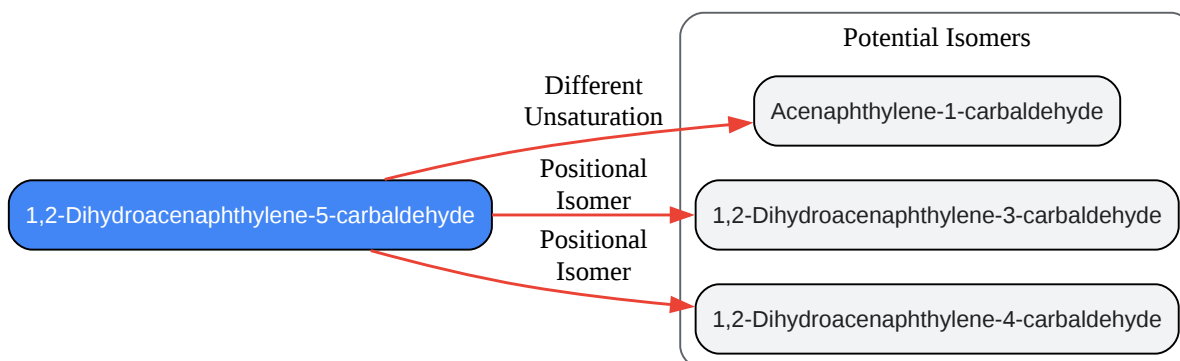 Potential Isomers
Different
Unsaturation
Acenaphthylene-1-carbaldehyde
Positional
Isomer
1,2-Dihydroacenaphthylene-5-carbaldehyde
1,2-Dihydroacenaphthylene-3-carbaldehyde
Positional
Isomer
1,2-Dihydroacenaphthylene-4-carbaldehyde